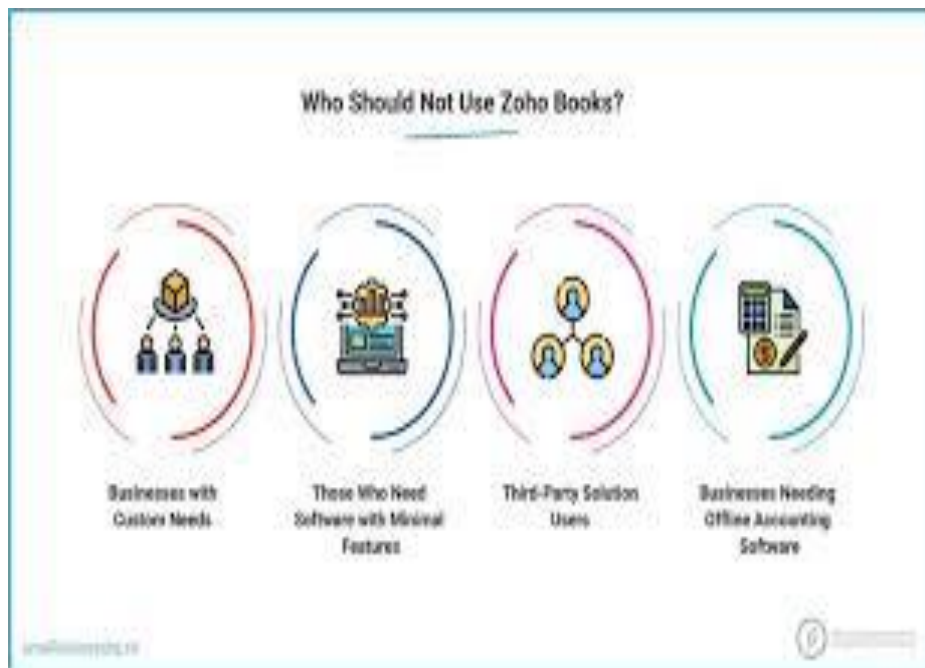 Who Should Not Use Zoho Books?
Businesses with
Custom Needs
Those Who Need
Software with Minimal
Features
Third-Party Solution
Users
Businesses Needing
Offline Accounting
Software